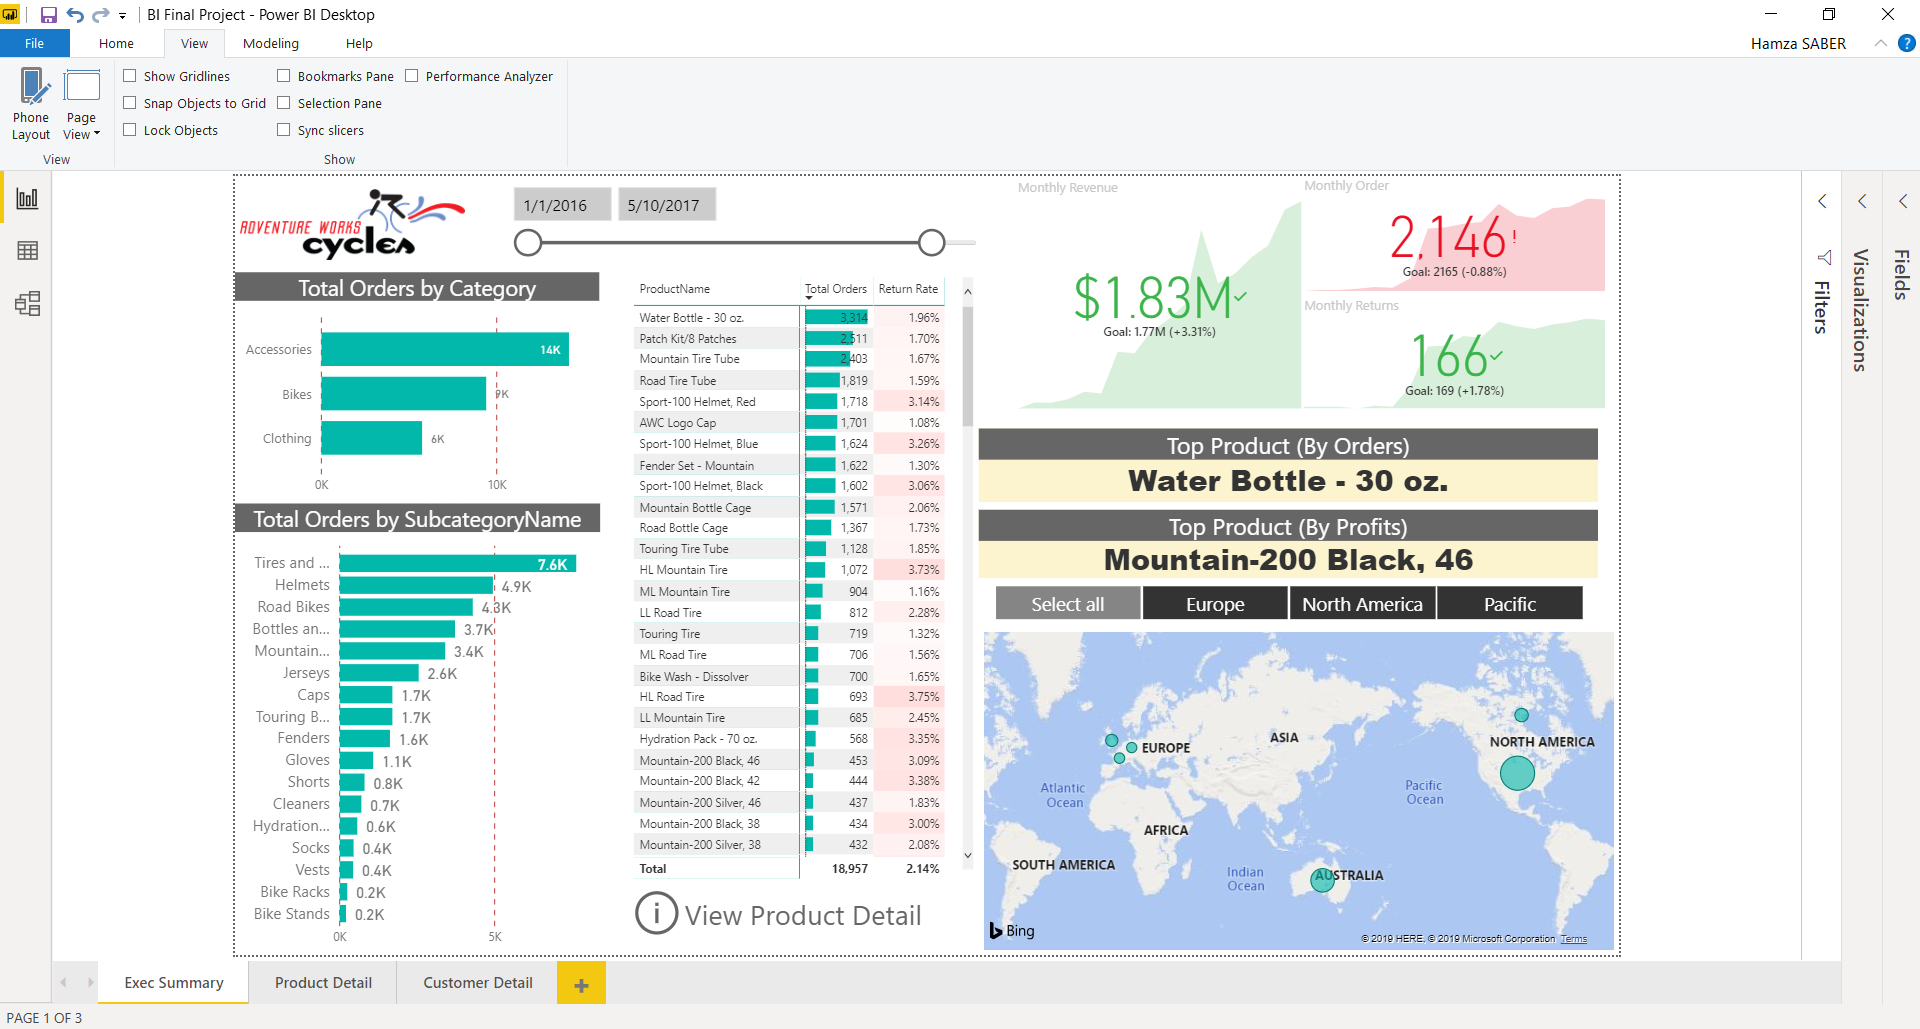 BI Final Project - Power BI Desktop
File Home View Modeling Help
Hamza SABER
Phone Layout
Page View
Show Gridlines
Snap Objects to Grid
Lock Objects
Bookmarks Pane
Selection Pane
Sync slicers
Performance Analyzer
View
Show
ADVENTURE WORKS
cycles
1/1/2016
5/10/2017
Total Orders by Category
Accessories 14K
Bikes 9K
Clothing 6K
0K 10K
Total Orders by SubcategoryName
Tires and ... 7.6K
Helmets 4.9K
Road Bikes 4.3K
Bottles an... 3.7K
Mountain... 3.4K
Jerseys 2.6K
Caps 1.7K
Touring B... 1.7K
Fenders 1.6K
Gloves 1.1K
Shorts 0.8K
Cleaners 0.7K
Hydration... 0.6K
Socks 0.4K
Vests 0.4K
Bike Racks 0.2K
Bike Stands 0.2K
0K 5K
ProductName Total Orders Return Rate
Water Bottle - 30 oz. 3,314 1.96%
Patch Kit/8 Patches 2,511 1.70%
Mountain Tire Tube 2,403 1.67%
Road Tire Tube 1,819 1.59%
Sport-100 Helmet, Red 1,718 3.14%
AWC Logo Cap 1,701 1.08%
Sport-100 Helmet, Blue 1,624 3.26%
Fender Set - Mountain 1,622 1.30%
Sport-100 Helmet, Black 1,602 3.06%
Mountain Bottle Cage 1,571 2.06%
Road Bottle Cage 1,367 1.73%
Touring Tire Tube 1,128 1.85%
HL Mountain Tire 1,072 3.73%
ML Mountain Tire 904 1.16%
LL Road Tire 812 2.28%
Touring Tire 719 1.32%
ML Road Tire 706 1.56%
Bike Wash - Dissolver 700 1.65%
HL Road Tire 693 3.75%
LL Mountain Tire 685 2.45%
Hydration Pack - 70 oz. 568 3.35%
Mountain-200 Black, 46 453 3.09%
Mountain-200 Black, 42 444 3.38%
Mountain-200 Silver, 46 437 1.83%
Mountain-200 Black, 38 434 3.00%
Mountain-200 Silver, 38 432 2.08%
Total 18,957 2.14%
i View Product Detail
Monthly Revenue
$1.83M
Goal: 1.77M (+3.31%)
Monthly Order
2,146!
Goal: 2165 (-0.88%)
Monthly Returns
166
Goal: 169 (+1.78%)
Top Product (By Orders)
Water Bottle - 30 oz.
Top Product (By Profits)
Mountain-200 Black, 46
Select all Europe North America Pacific
EUROPE
ASIA
NORTH AMERICA
Atlantic
Ocean
Pacific
Ocean
AFRICA
SOUTH AMERICA
Indian
Ocean
AUSTRALIA
Bing
© 2019 HERE, © 2019 Microsoft Corporation Terms
Filters
Visualizations
Fields
Exec Summary Product Detail Customer Detail +
PAGE 1 OF 3